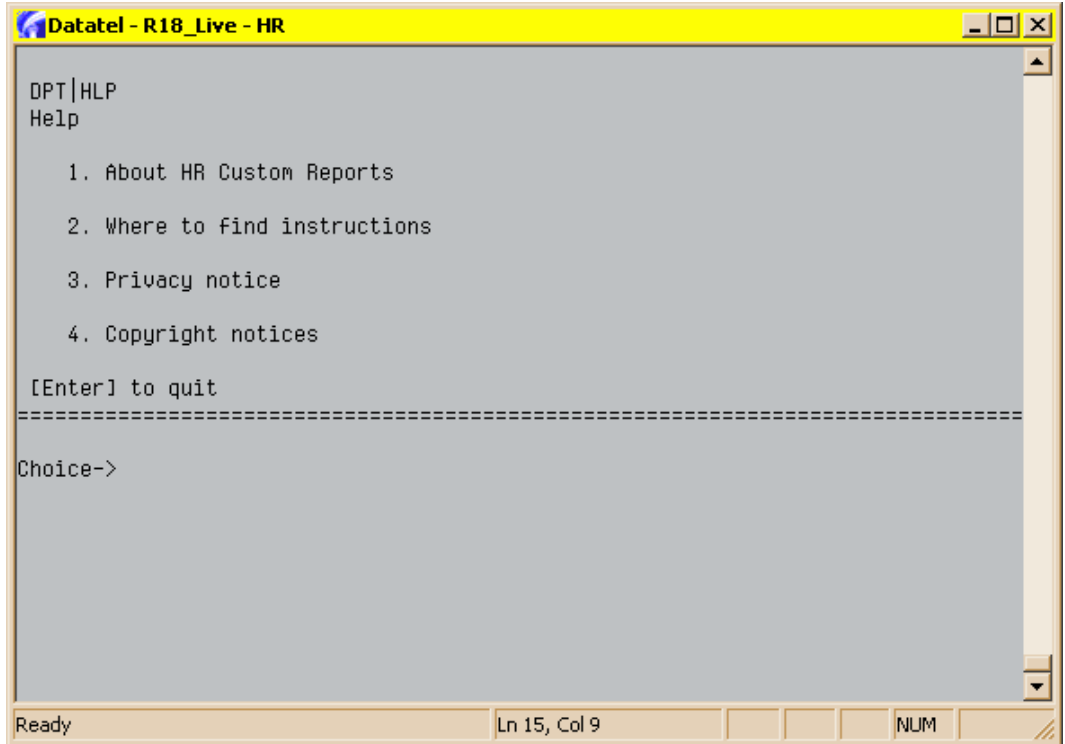 Datatel - R18_Live - HR
DPT|HLP
Help
1. About HR Custom Reports
2. Where to find instructions
3. Privacy notice
4. Copyright notices
[Enter] to quit
===============================================================================
Choice->
Ready Ln 15, Col 9 NUM